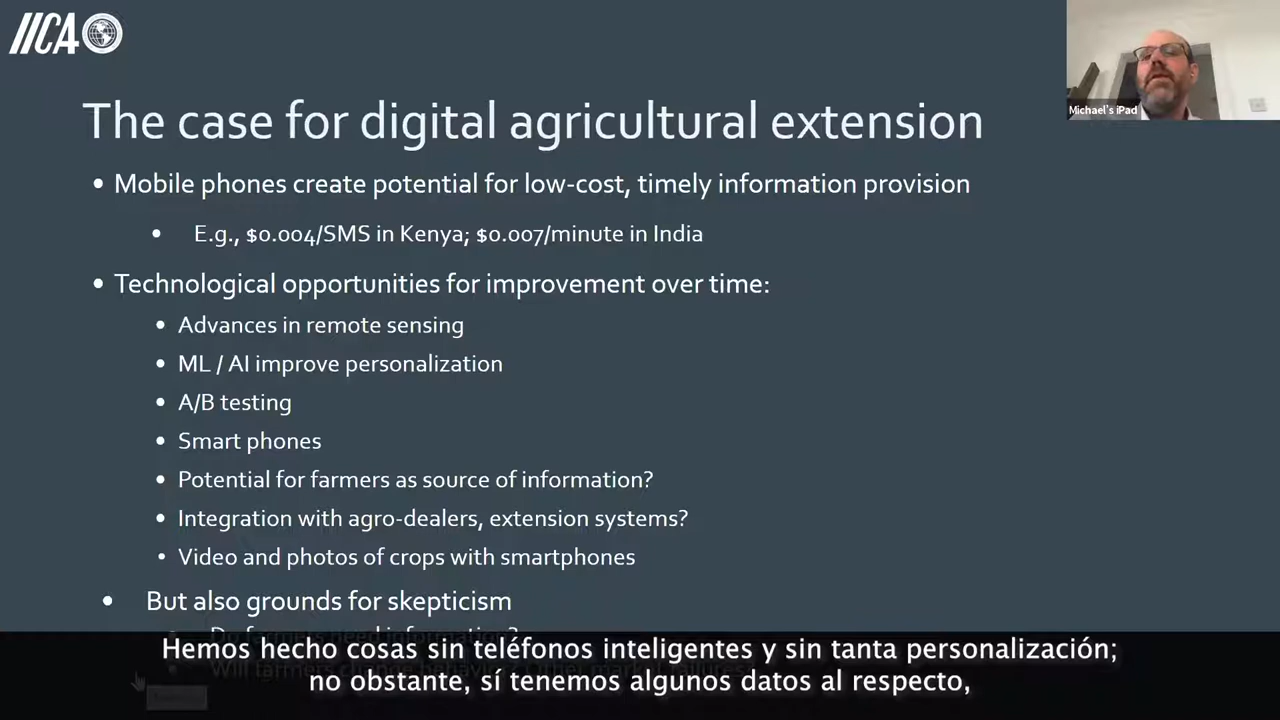 IICA
Michael's iPad
The case for digital agricultural extension
• Mobile phones create potential for low-cost, timely information provision
• E.g., $0.004/SMS in Kenya; $0.007/minute in India
• Technological opportunities for improvement over time:
• Advances in remote sensing
• ML / AI improve personalization
• A/B testing
• Smart phones
• Potential for farmers as source of information?
• Integration with agro-dealers, extension systems?
• Video and photos of crops with smartphones
• But also grounds for skepticism
Do farmers need information?
Hemos hecho cosas sin teléfonos inteligentes y sin tanta personalización;
no obstante, sí tenemos algunos datos al respecto,